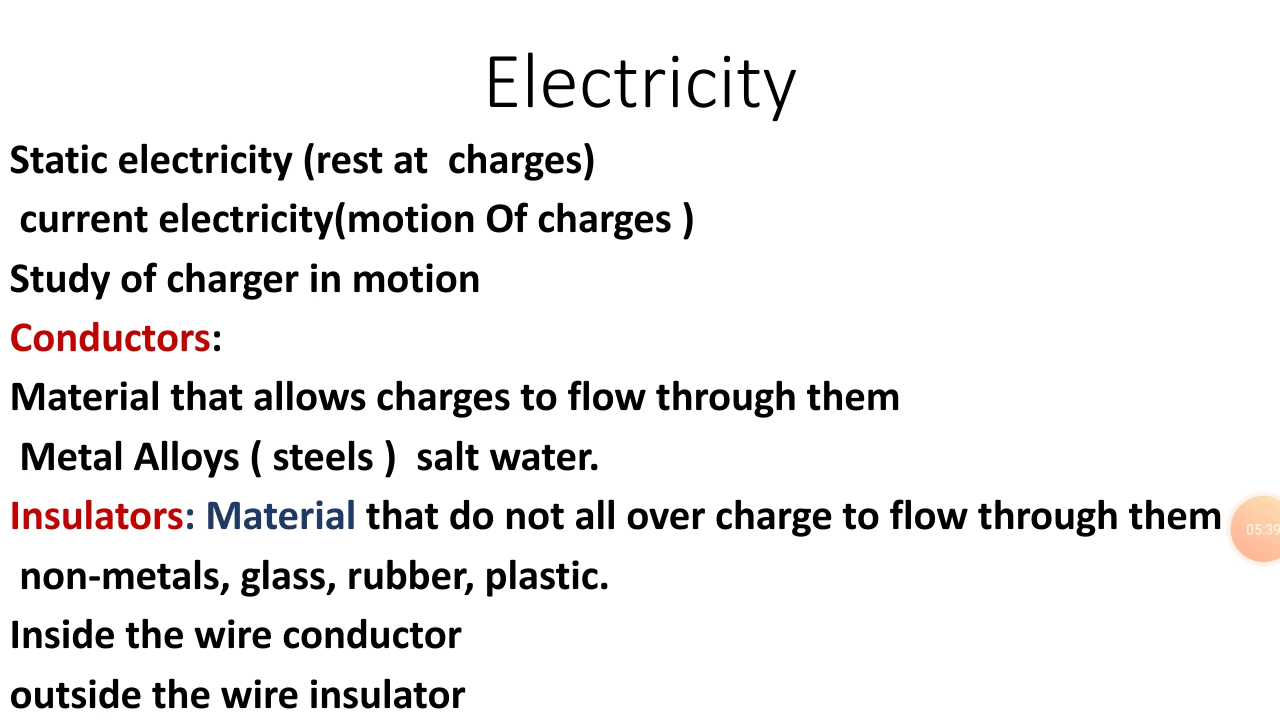 Electricity
Static electricity (rest at  charges)
current electricity(motion Of charges )
Study of charger in motion
Conductors:
Material that allows charges to flow through them
Metal Alloys ( steels )  salt water.
Insulators: Material that do not all over charge to flow through them
05:39
non-metals, glass, rubber, plastic.
Inside the wire conductor
outside the wire insulator